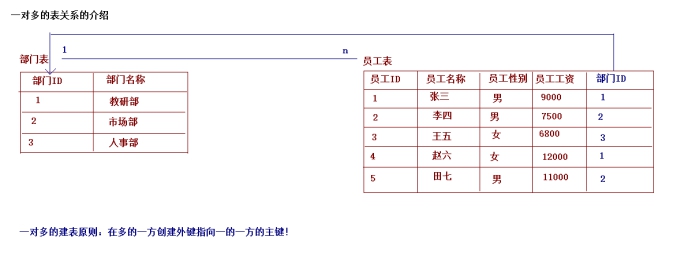 一对多的表关系的介绍
1 n
部门表
部门ID 部门名称
1 教研部
2 市场部
3 人事部
员工表
员工ID 员工名称 员工性别 员工工资 部门ID
1 张三 男 9000 1
2 李四 男 7500 2
3 王五 女 6800 3
4 赵六 女 12000 1
5 田七 男 11000 2
一对多的建表原则：在多的一方创建外键指向一的一方的主键!